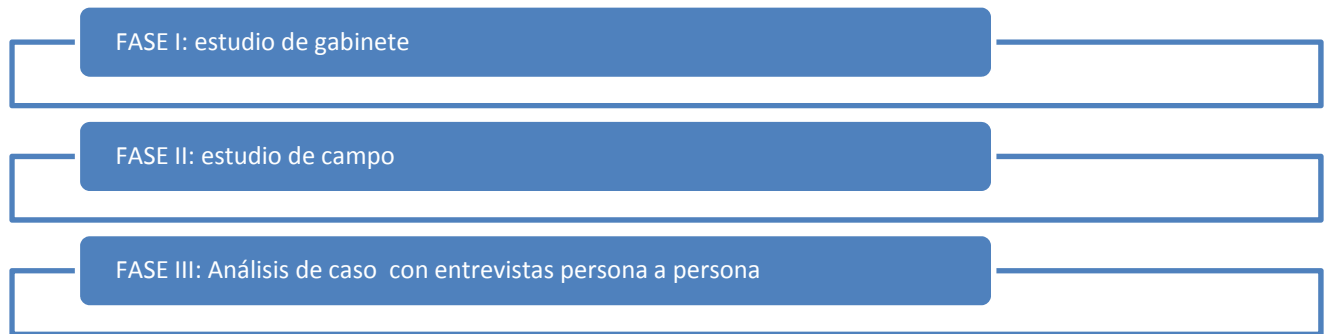 FASE I: estudio de gabinete
FASE II: estudio de campo
FASE III: Análisis de caso  con entrevistas persona a persona